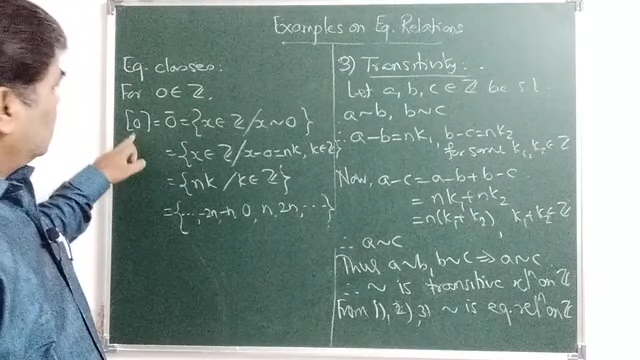 Examples on Eq. Relations
Eq. classes:
For 0 ∈ ℤ.
[0] = 0̄ = {x ∈ ℤ / x ~ 0}
= {x ∈ ℤ / x-0 = nk, k ∈ ℤ}
= {nk / k ∈ ℤ}
= {..., -2n, -n, 0, n, 2n, ...}
3) Transitivity:
Let a, b, c ∈ ℤ be s.t.
a ~ b, b ~ c
∴ a-b = nk₁, b-c = nk₂
for some k₁, k₂ ∈ ℤ
Now, a-c = a-b+b-c
= nk₁+nk₂
= n(k₁+k₂), k₁+k₂ ∈ ℤ
∴ a ~ c
Thus a ~ b, b ~ c ⇒ a ~ c
∴ ~ is transitive relⁿ on ℤ
From 1), 2), 3) ~ is eq. relⁿ on ℤ